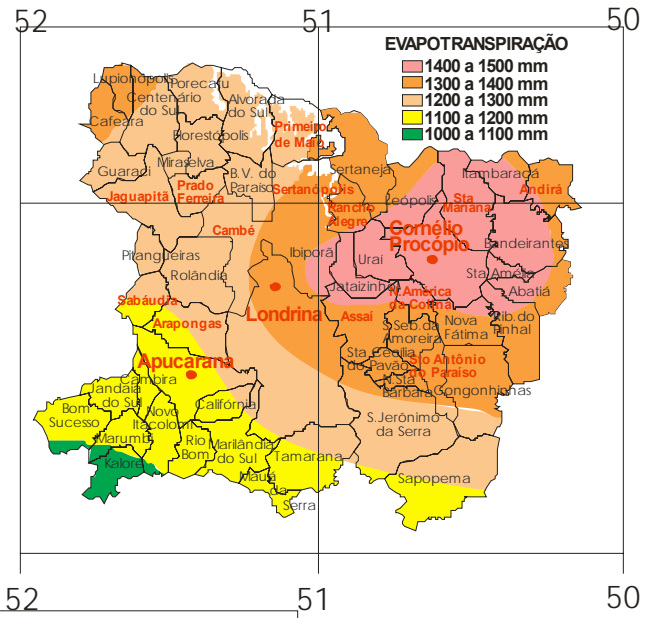 52
51
50
EVAPOTRANSPIRAÇÃO
1400 a 1500 mm
1300 a 1400 mm
1200 a 1300 mm
1100 a 1200 mm
1000 a 1100 mm
Lupionópolis
Porecatu
Centenário
do Sul
Alvorada
do Sul
Cafeara
Florestópolis
Primeiro
de Maio
Miraselva
Guaraci
B.V. do
Paraíso
Sertaneja
Itambaracá
Jaguapitã
Prado
Ferreira
Sertanópolis
Leópolis
Sta
Mariana
Andirá
Rancho
Alegre
Cambé
Cornélio
Procópio
Bandeirantes
Pitangueiras
Ibiporã
Uraí
Rolândia
Sta Amélia
Jataizinho
Abatiá
Sabáudia
N.América
da Colina
Londrina
Assaí
Arapongas
S.Seb.da
Amoreira
Nova
Fátima
Rib.do
Pinhal
Apucarana
Sta Cecília
do Pavão
Sto Antônio
do Paraíso
Cambira
N.Sta
Bárbara
Congonhinhas
Jandaia
do Sul
Bom
Sucesso
Novo
Itacolomi
Califórnia
S.Jerônimo
da Serra
Marumbi
Rio
Bom
Marilândia
do Sul
Tamarana
Kaloré
Mauá
da
Serra
Sapopema
52
51
50